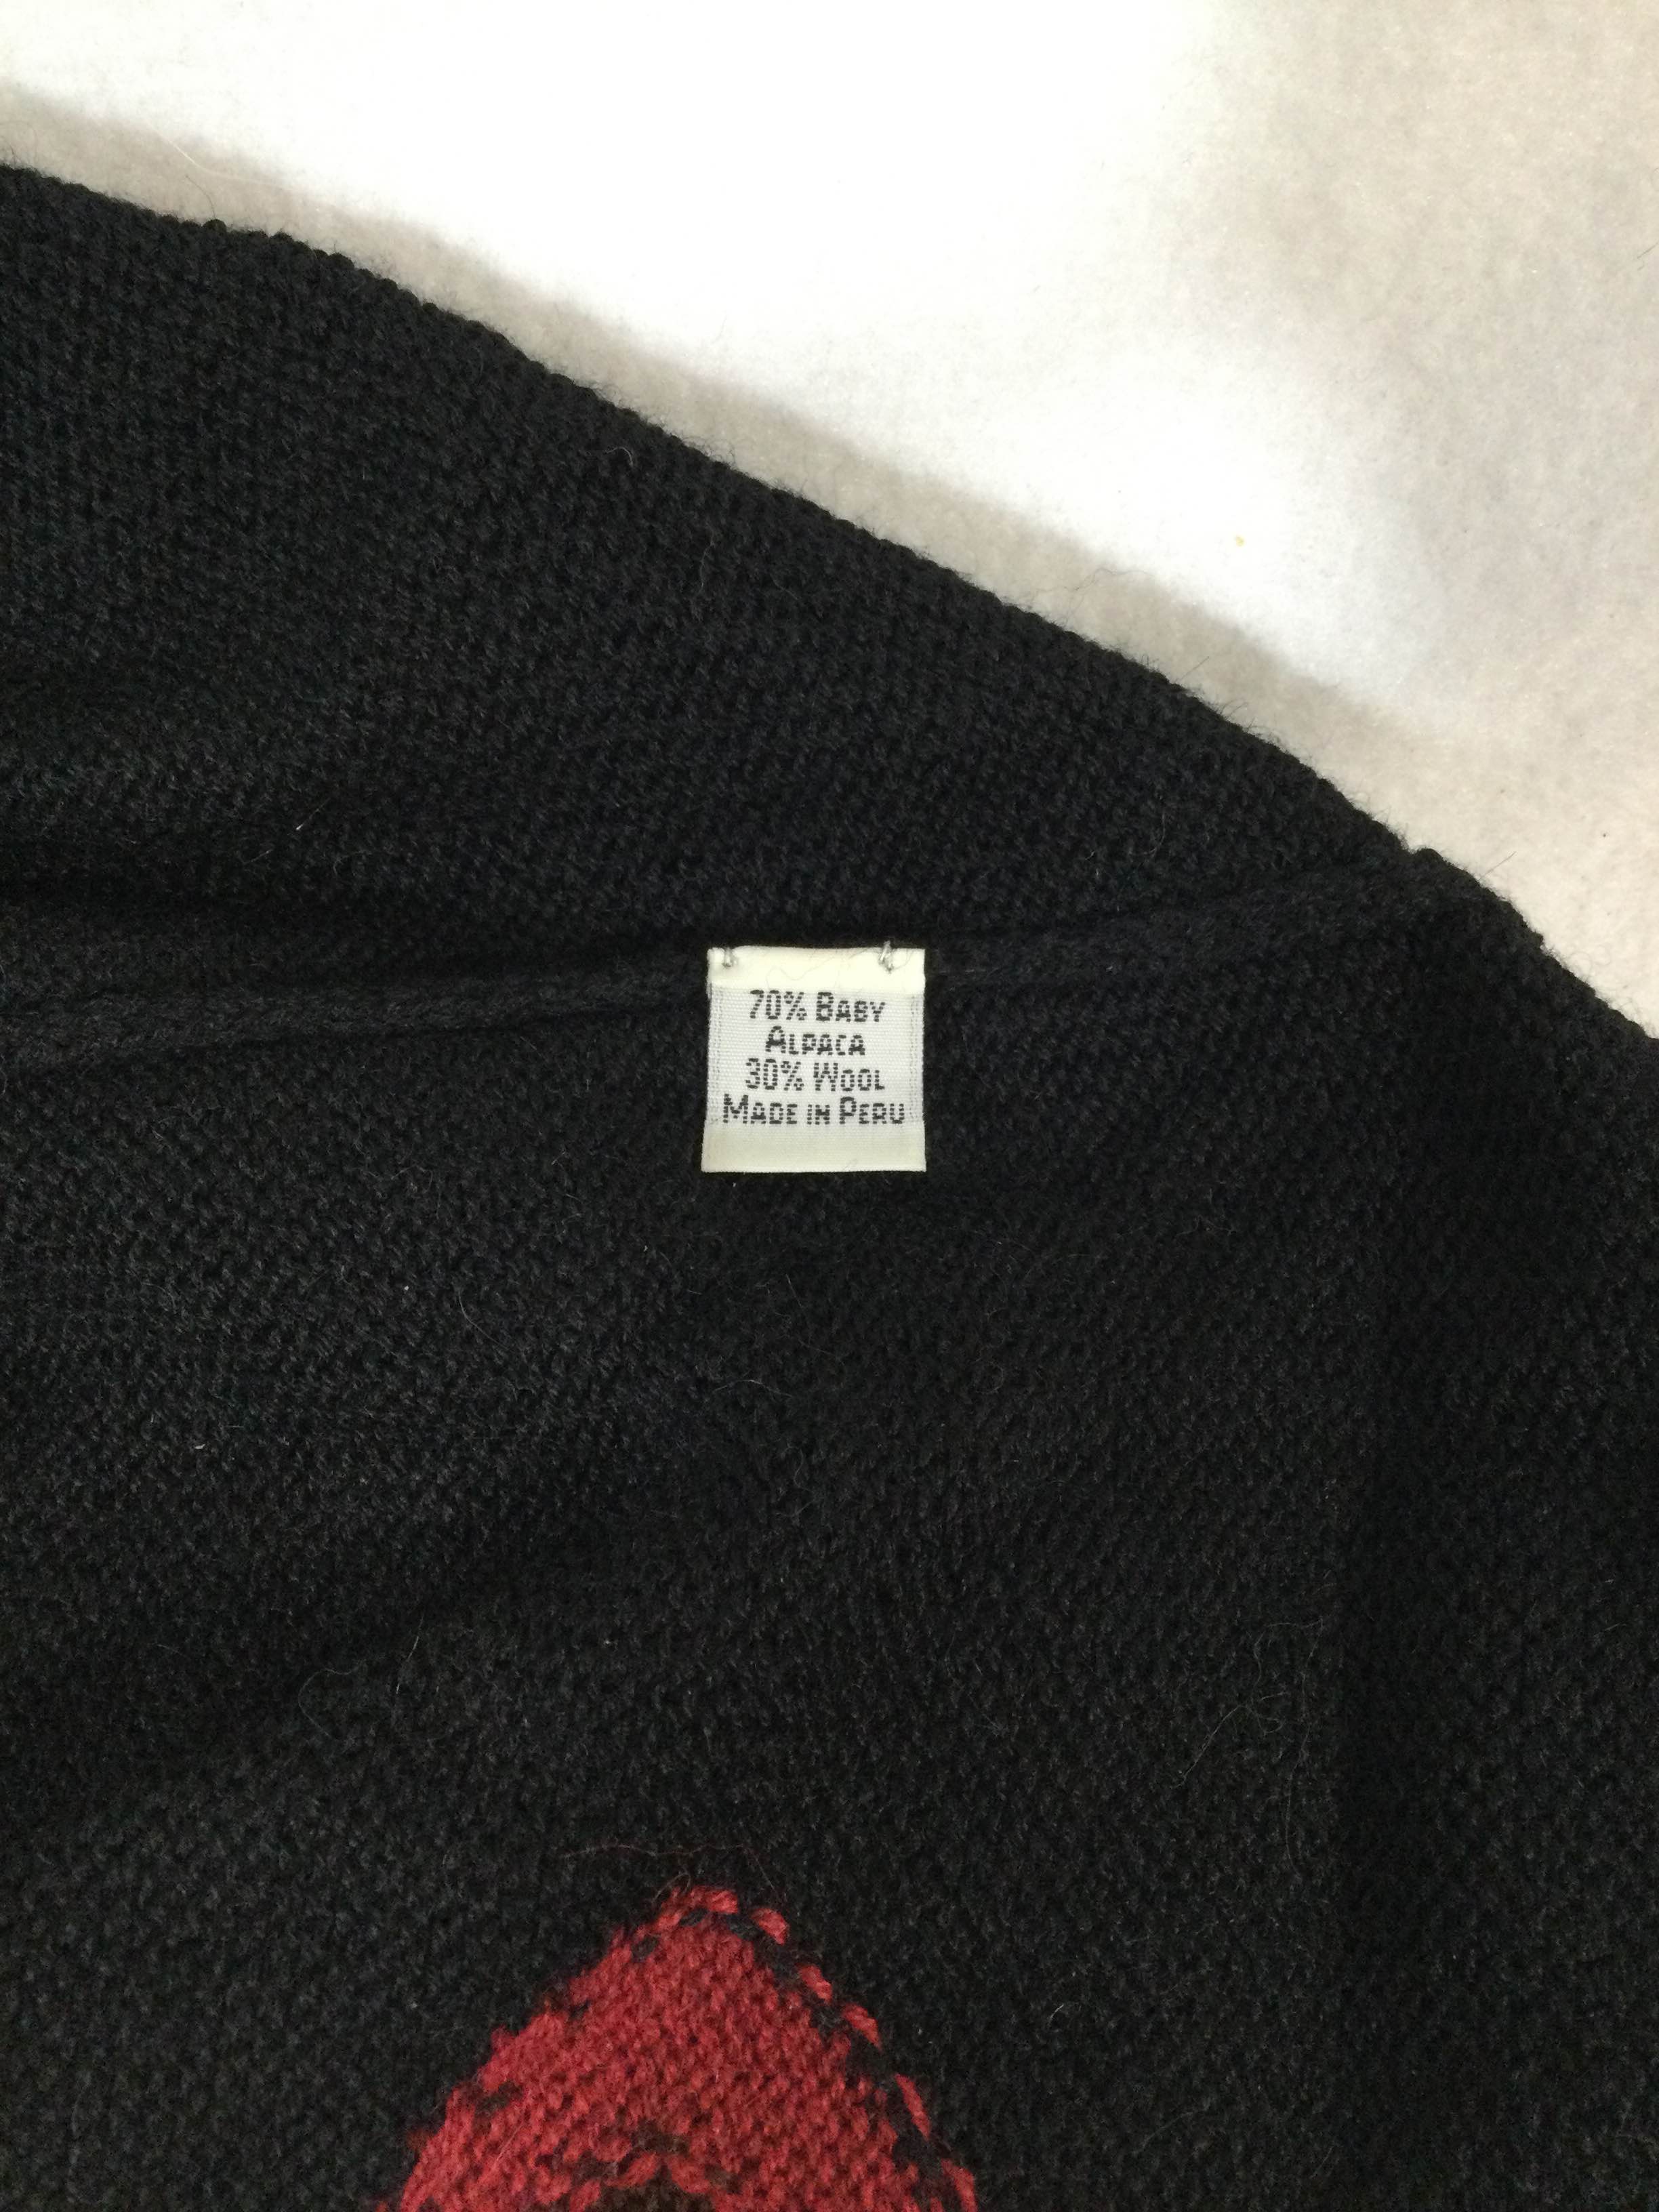 70% BABY
ALPACA
30% WOOL
MADE IN PERU